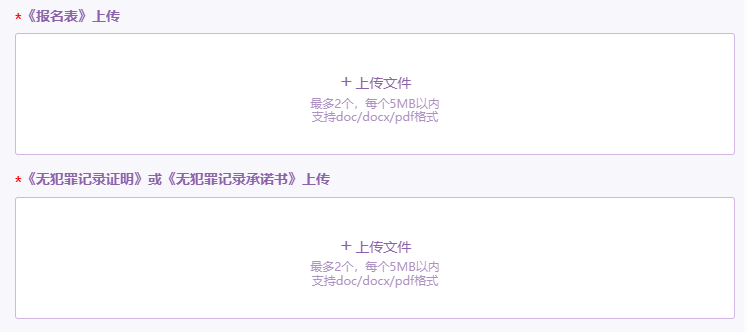 *《报名表》上传
+ 上传文件
最多2个，每个5MB以内
支持doc/docx/pdf格式
*《无犯罪记录证明》或《无犯罪记录承诺书》上传
+ 上传文件
最多2个，每个5MB以内
支持doc/docx/pdf格式